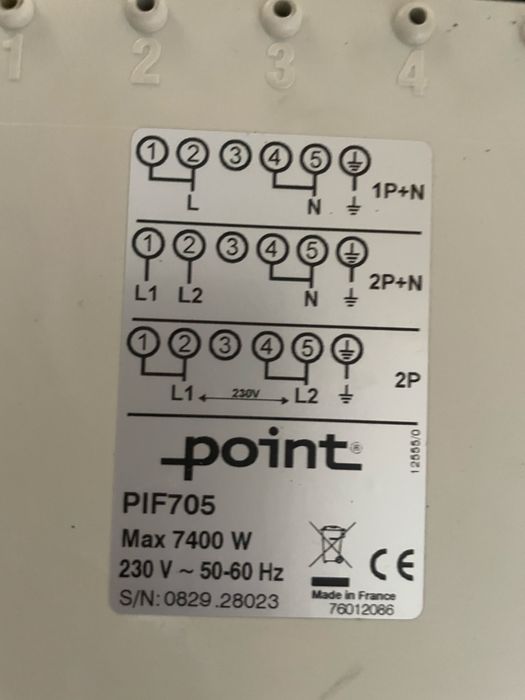 1 2 3 4
1 2 3 4 5
L N 1P+N
1 2 3 4 5
L1 L2 N 2P+N
1 2 3 4 5
L1 230V L2 2P
point®
12555/0
PIF705
Max 7400 W
230 V ~ 50-60 Hz
S/N: 0829 .28023
CE
Made in France
76012086